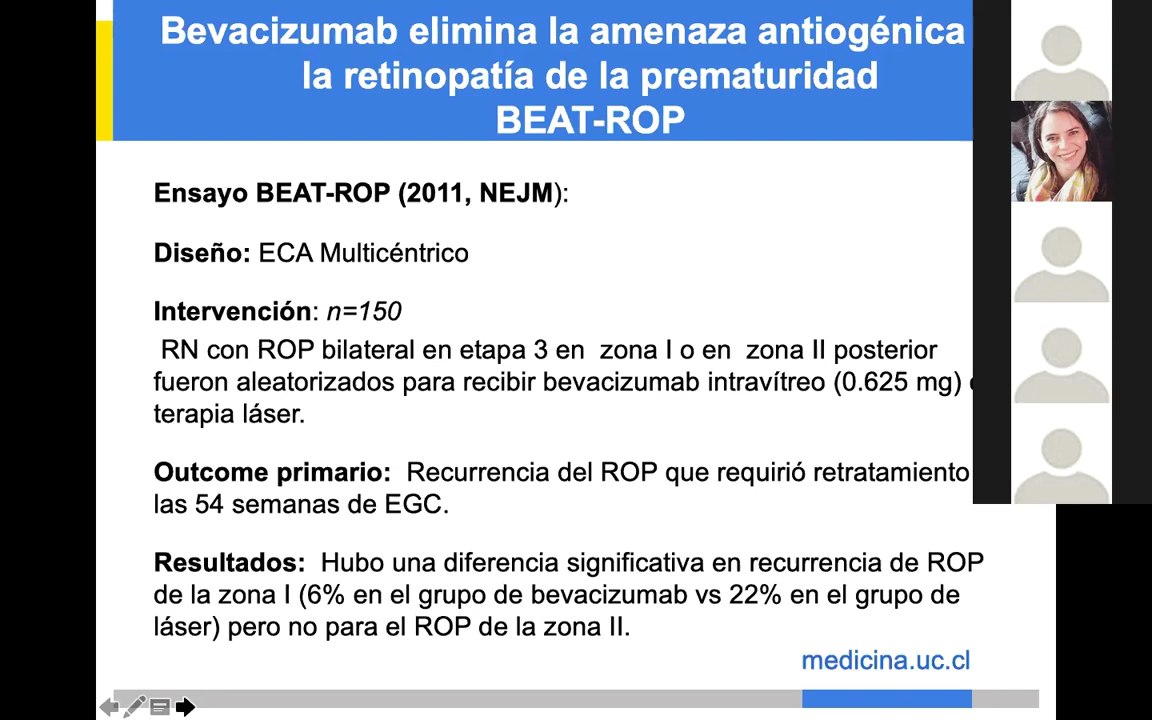 Bevacizumab elimina la amenaza antiogénica
la retinopatía de la prematuridad
BEAT-ROP
Ensayo BEAT-ROP (2011, NEJM):
Diseño: ECA Multicéntrico
Intervención: n=150
RN con ROP bilateral en etapa 3 en zona I o en zona II posterior
fueron aleatorizados para recibir bevacizumab intravítreo (0.625 mg)
terapia láser.
Outcome primario: Recurrencia del ROP que requirió retratamiento
las 54 semanas de EGC.
Resultados: Hubo una diferencia significativa en recurrencia de ROP
de la zona I (6% en el grupo de bevacizumab vs 22% en el grupo de
láser) pero no para el ROP de la zona II.
medicina.uc.cl